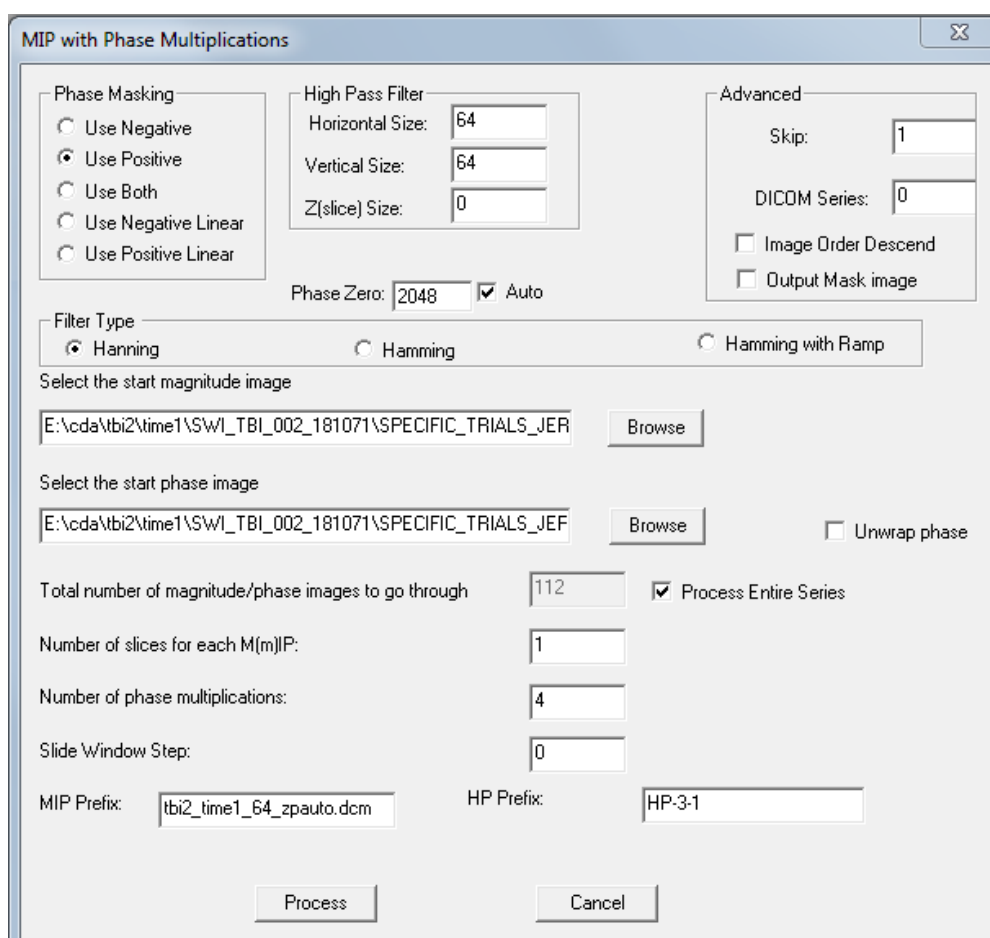 MIP with Phase Multiplications
Phase Masking
Use Negative
Use Positive
Use Both
Use Negative Linear
Use Positive Linear
High Pass Filter
Horizontal Size: 64
Vertical Size: 64
Z(slice) Size: 0
Advanced
Skip: 1
DICOM Series: 0
Image Order Descend
Output Mask image
Phase Zero: 2048 Auto
Filter Type
Hanning Hamming Hamming with Ramp
Select the start magnitude image
E:\cda\tbi2\time1\SWI_TBI_002_181071\SPECIFIC_TRIALS_JER Browse
Select the start phase image
E:\cda\tbi2\time1\SWI_TBI_002_181071\SPECIFIC_TRIALS_JEF Browse Unwrap phase
Total number of magnitude/phase images to go through 112 Process Entire Series
Number of slices for each M(m)IP: 1
Number of phase multiplications: 4
Slide Window Step: 0
MIP Prefix: tbi2_time1_64_zpauto.dcm HP Prefix: HP-3-1
Process Cancel